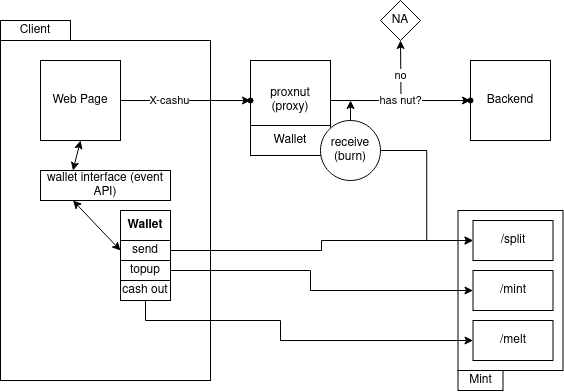 NA
Client
no
Web Page
X-cashu
proxnut
(proxy)
has nut?
Backend
Wallet
receive
(burn)
wallet interface (event
API)
Wallet
send
topup
cash out
/split
/mint
/melt
Mint